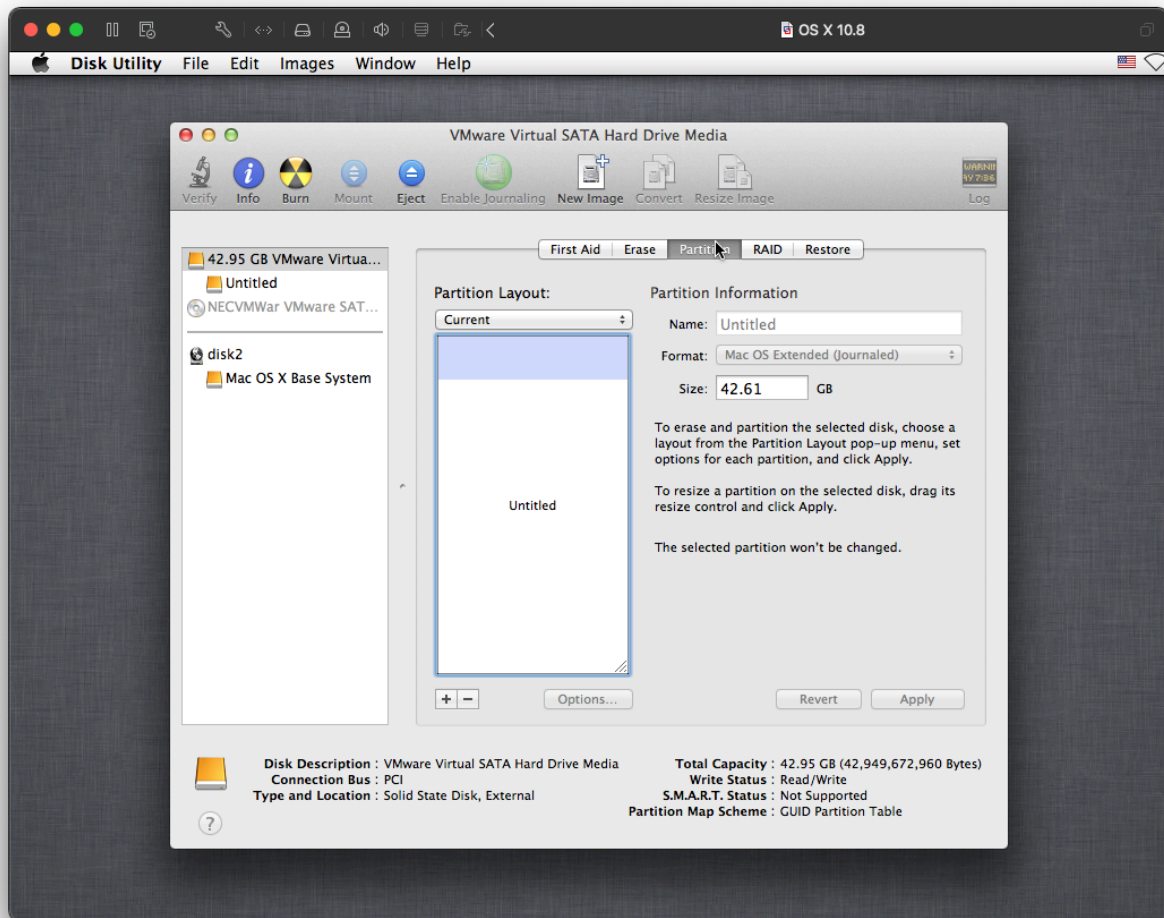 OS X 10.8
Disk Utility File Edit Images Window Help
VMware Virtual SATA Hard Drive Media
WARNI
AY 7:86
Verify Info Burn Mount Eject Enable Journaling New Image Convert Resize Image Log
First Aid Erase Partition RAID Restore
42.95 GB VMware Virtua...
Untitled
NECVMWar VMware SAT...
disk2
Mac OS X Base System
Partition Layout:
Current
Untitled
Options...
Partition Information
Name: Untitled
Format: Mac OS Extended (Journaled)
Size: 42.61 GB
To erase and partition the selected disk, choose a
layout from the Partition Layout pop-up menu, set
options for each partition, and click Apply.
To resize a partition on the selected disk, drag its
resize control and click Apply.
The selected partition won't be changed.
Revert Apply
Disk Description : VMware Virtual SATA Hard Drive Media
Connection Bus : PCI
Type and Location : Solid State Disk, External
Total Capacity : 42.95 GB (42,949,672,960 Bytes)
Write Status : Read/Write
S.M.A.R.T. Status : Not Supported
Partition Map Scheme : GUID Partition Table